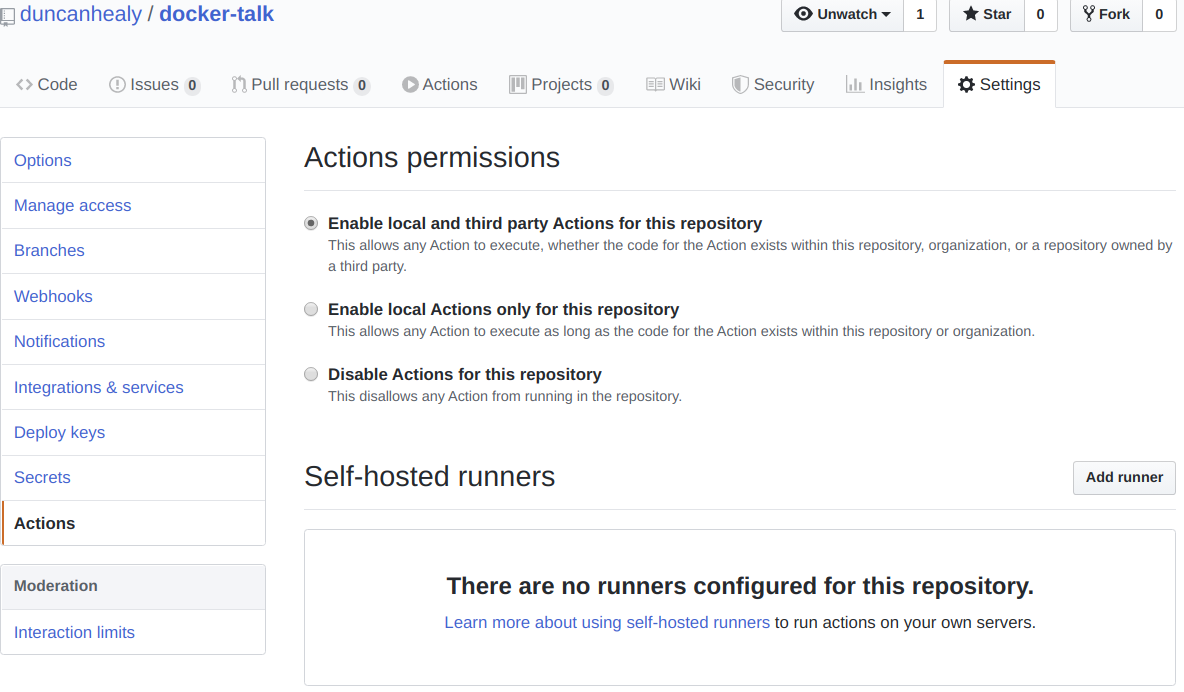 duncanhealy / docker-talk
Unwatch 1 Star 0 Fork 0
Code Issues 0 Pull requests 0 Actions Projects 0 Wiki Security Insights Settings
Options
Manage access
Branches
Webhooks
Notifications
Integrations & services
Deploy keys
Secrets
Actions
Moderation
Interaction limits
Actions permissions
Enable local and third party Actions for this repository
This allows any Action to execute, whether the code for the Action exists within this repository, organization, or a repository owned by
a third party.
Enable local Actions only for this repository
This allows any Action to execute as long as the code for the Action exists within this repository or organization.
Disable Actions for this repository
This disallows any Action from running in the repository.
Self-hosted runners
Add runner
There are no runners configured for this repository.
Learn more about using self-hosted runners to run actions on your own servers.